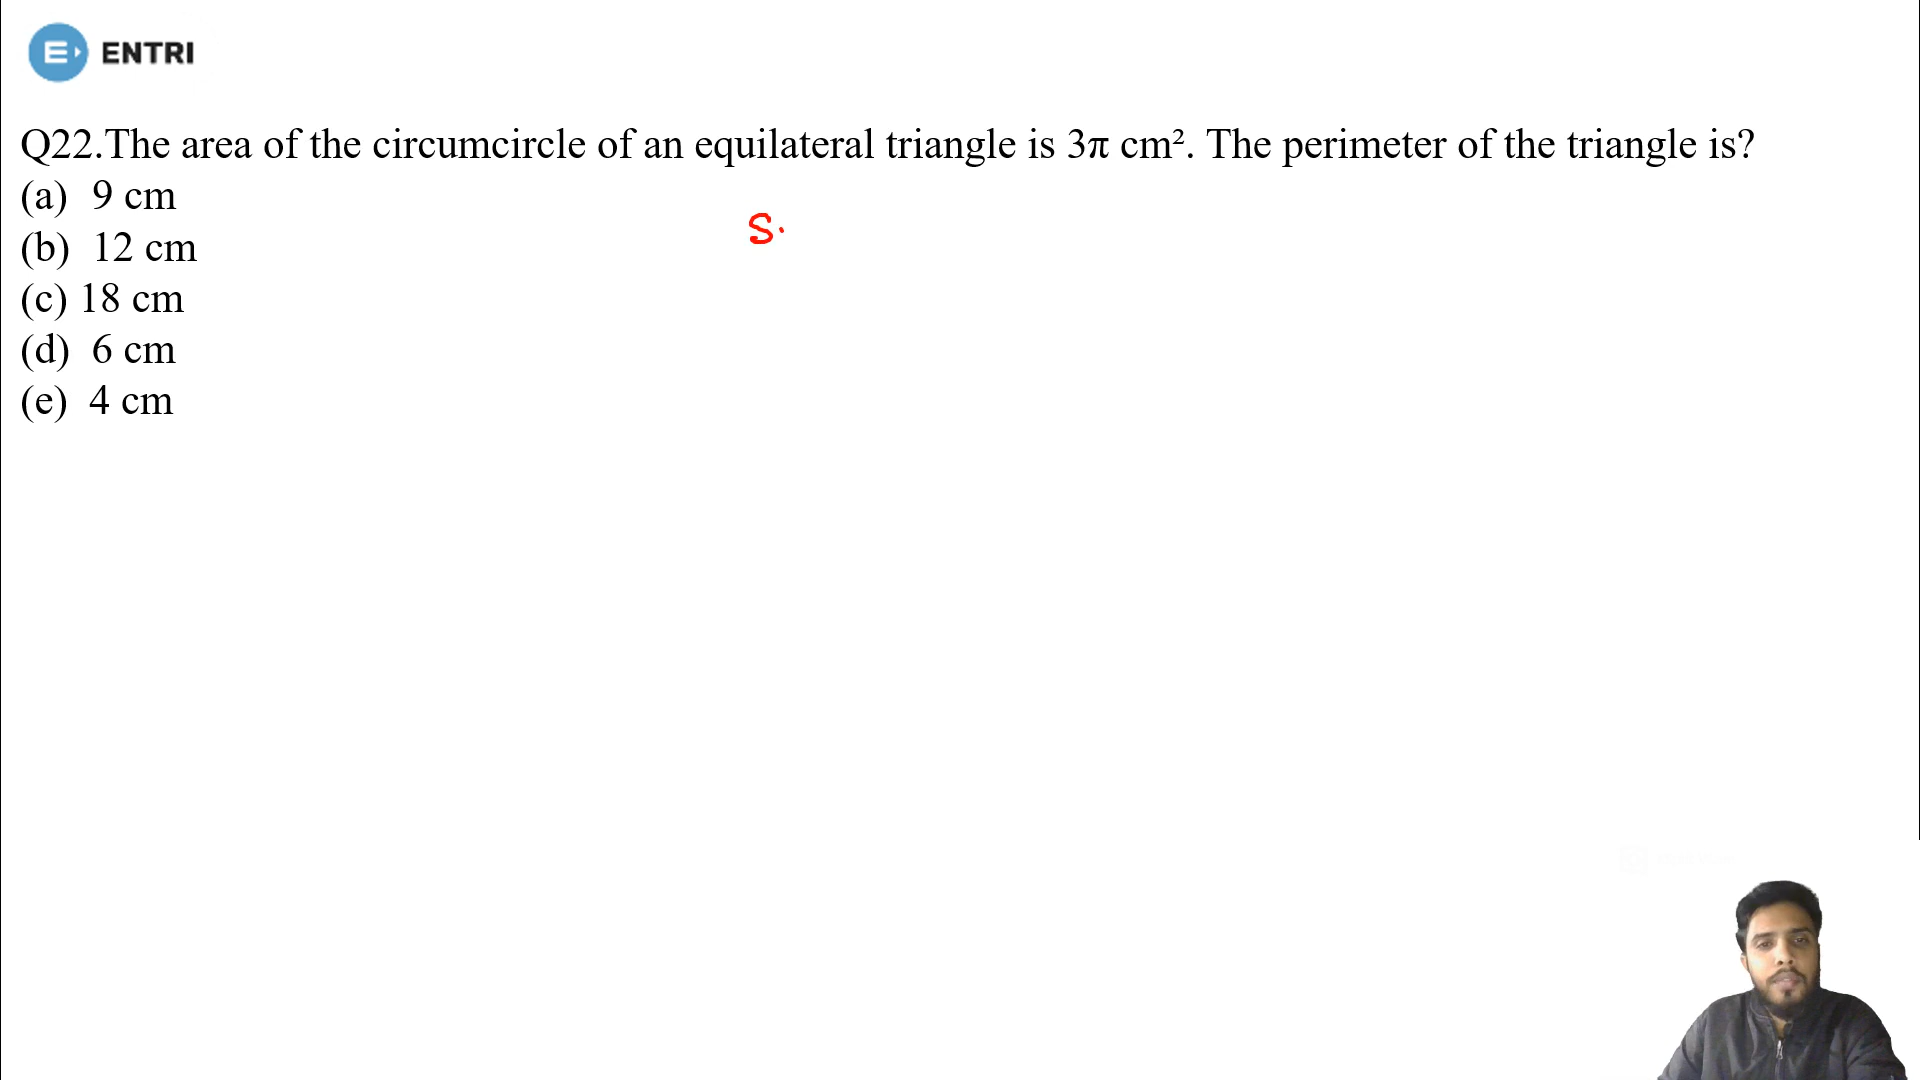 ENTRI
Q22.The area of the circumcircle of an equilateral triangle is 3π cm². The perimeter of the triangle is?
(a) 9 cm
(b) 12 cm
(c) 18 cm
(d) 6 cm
(e) 4 cm
S.